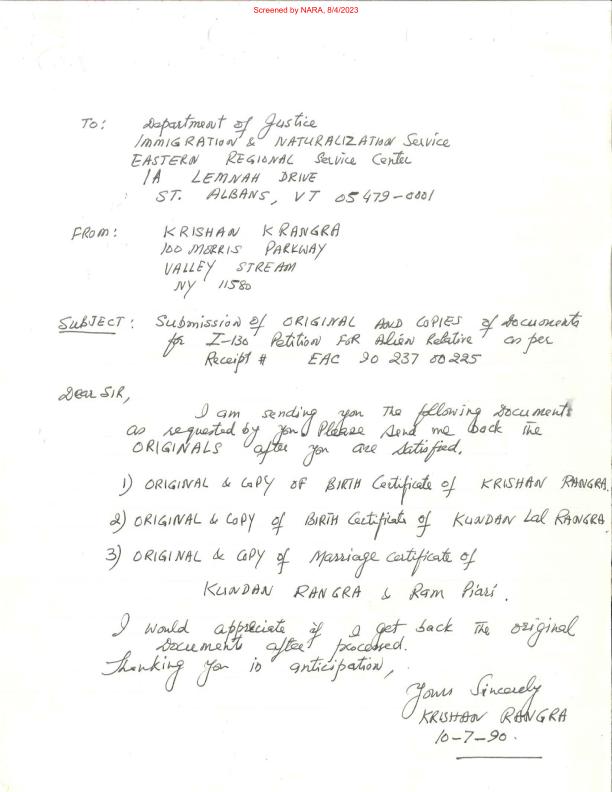 Screened by NARA, 8/4/2023
TO: Department of Justice
IMMIGRATION & NATURALIZATION Service
EASTERN REGIONAL Service Center
1A LEMNAH DRIVE
ST. ALBANS, VT 05479-0001
FROM: KRISHAN K RANGRA
100 MORRIS PARKWAY
VALLEY STREAM
NY 11580
SUBJECT: Submission of ORIGINAL AND COPIES of Documents
for I-130 Petition FOR Alien Relative as per
Receipt # EAC 90 237 00225
Dear SIR,
I am sending you The following Documents
as requested by you. Please send me back The
ORIGINALS after you are satisfied.
1) ORIGINAL & COPY OF BIRTH Certificate of KRISHAN RANGRA.
2) ORIGINAL & COPY of BIRTH Certificate of KUNDAN Lal RANGRA
3) ORIGINAL & COPY of Marriage Certificate of
KUNDAN RANGRA & Ram Piari.
I would appreciate if I get back The original
Documents after processed.
Thanking you in anticipation,
Yours Sincerely
KRISHAN RANGRA
10-7-90.